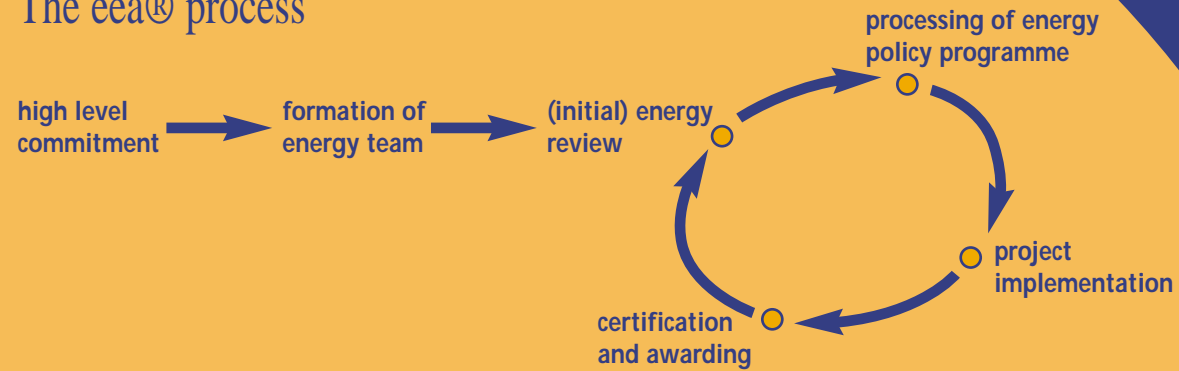 The eea® process
processing of energy
policy programme
high level
commitment
formation of
energy team
(initial) energy
review
project
implementation
certification
and awarding